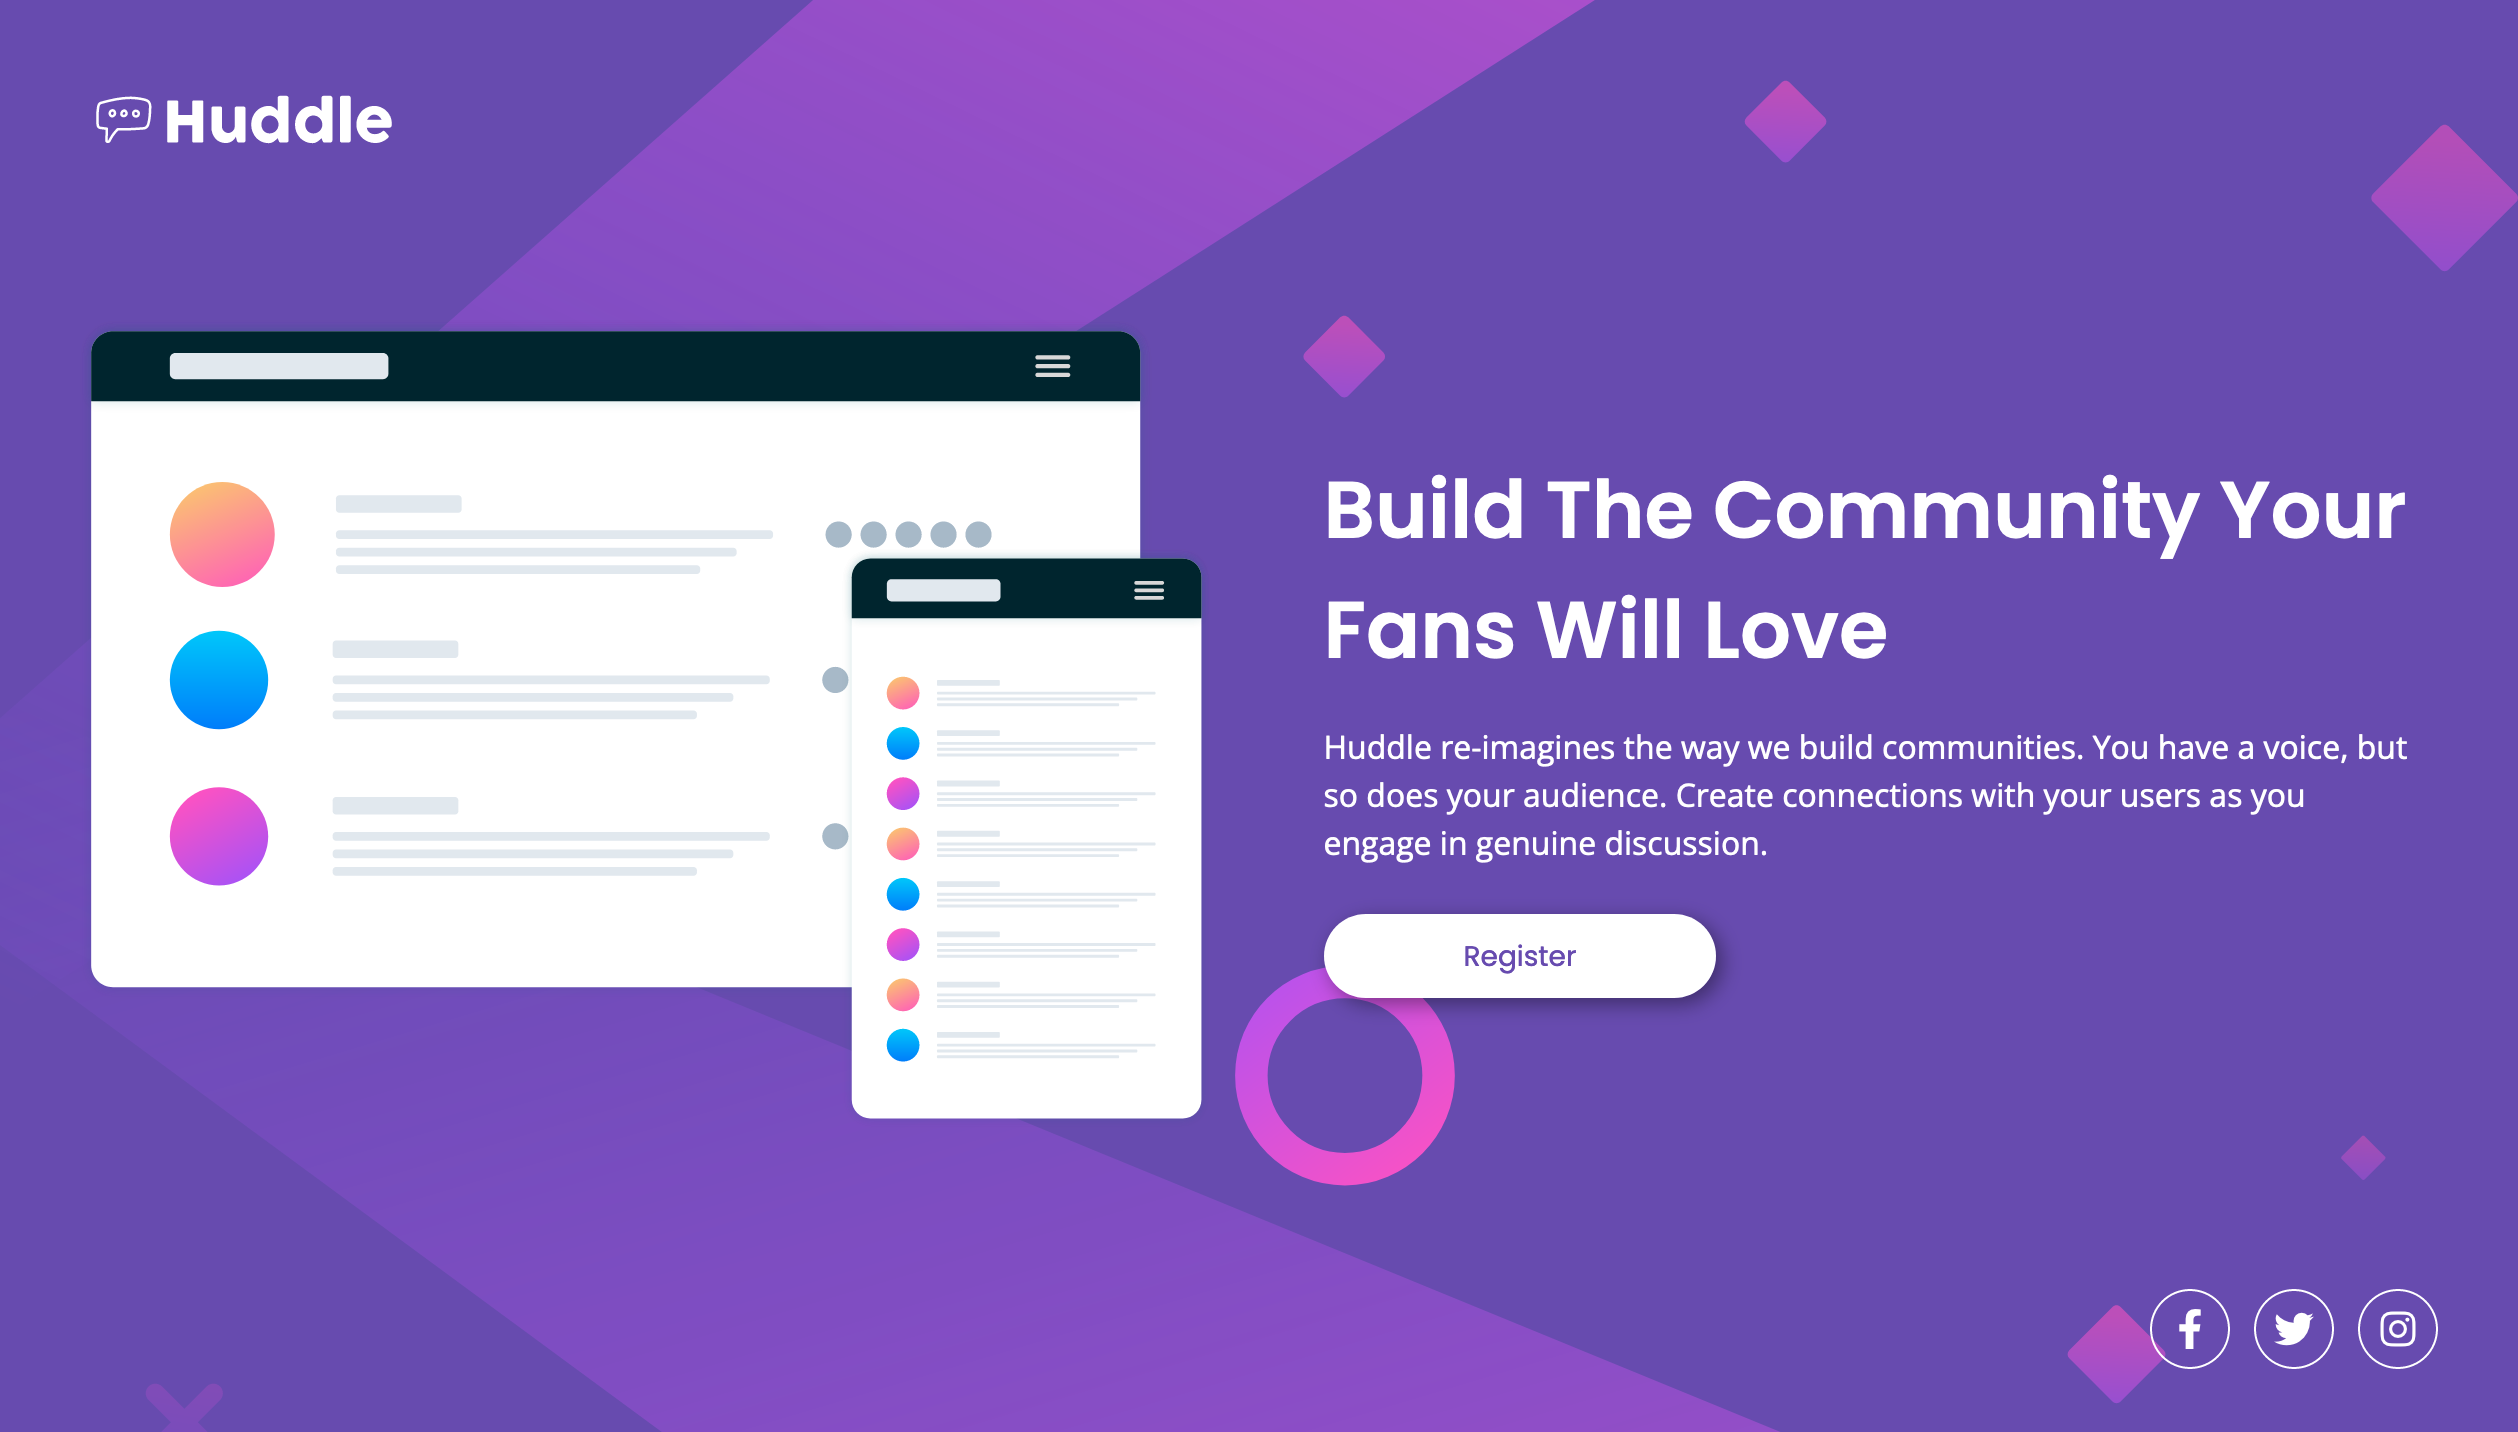 Huddle
Build The Community Your
Fans Will Love
Huddle re-imagines the way we build communities. You have a voice, but
so does your audience. Create connections with your users as you
engage in genuine discussion.
Register